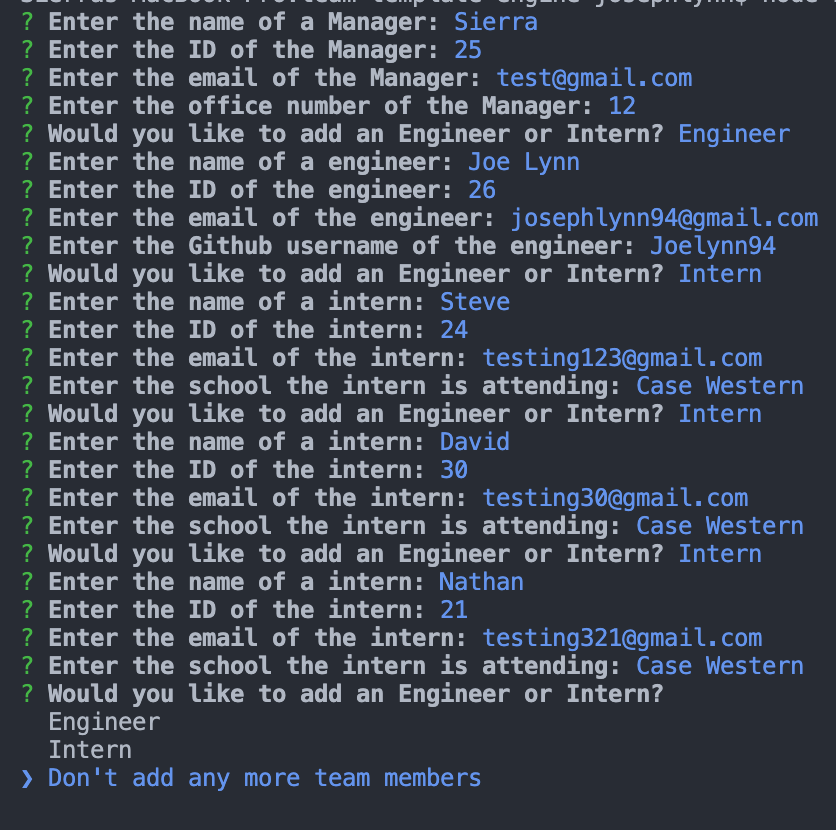 ? Enter the name of a Manager: Sierra
? Enter the ID of the Manager: 25
? Enter the email of the Manager: test@gmail.com
? Enter the office number of the Manager: 12
? Would you like to add an Engineer or Intern? Engineer
? Enter the name of a engineer: Joe Lynn
? Enter the ID of the engineer: 26
? Enter the email of the engineer: josephlynn94@gmail.com
? Enter the Github username of the engineer: Joelynn94
? Would you like to add an Engineer or Intern? Intern
? Enter the name of a intern: Steve
? Enter the ID of the intern: 24
? Enter the email of the intern: testing123@gmail.com
? Enter the school the intern is attending: Case Western
? Would you like to add an Engineer or Intern? Intern
? Enter the name of a intern: David
? Enter the ID of the intern: 30
? Enter the email of the intern: testing30@gmail.com
? Enter the school the intern is attending: Case Western
? Would you like to add an Engineer or Intern? Intern
? Enter the name of a intern: Nathan
? Enter the ID of the intern: 21
? Enter the email of the intern: testing321@gmail.com
? Enter the school the intern is attending: Case Western
? Would you like to add an Engineer or Intern?
Engineer
Intern
❯ Don't add any more team members